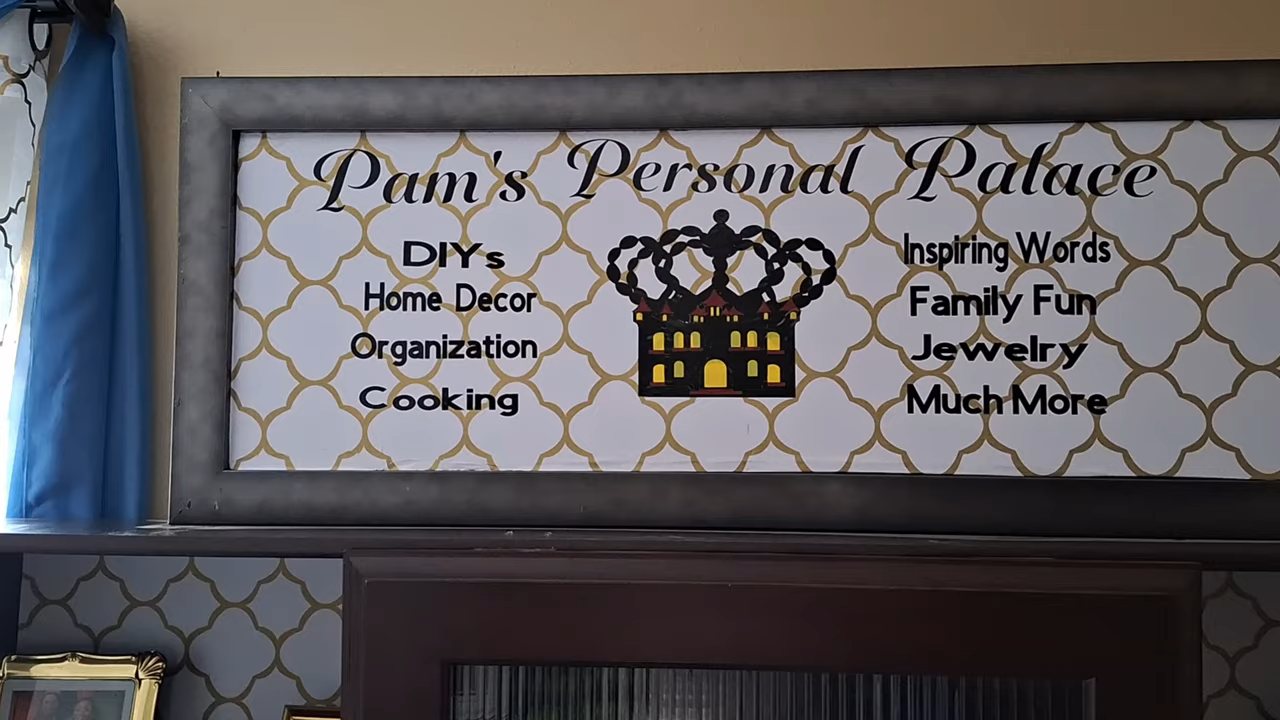 Pam's Personal Palace
DIYs
Home Decor
Organization
Cooking
Inspiring Words
Family Fun
Jewelry
Much More